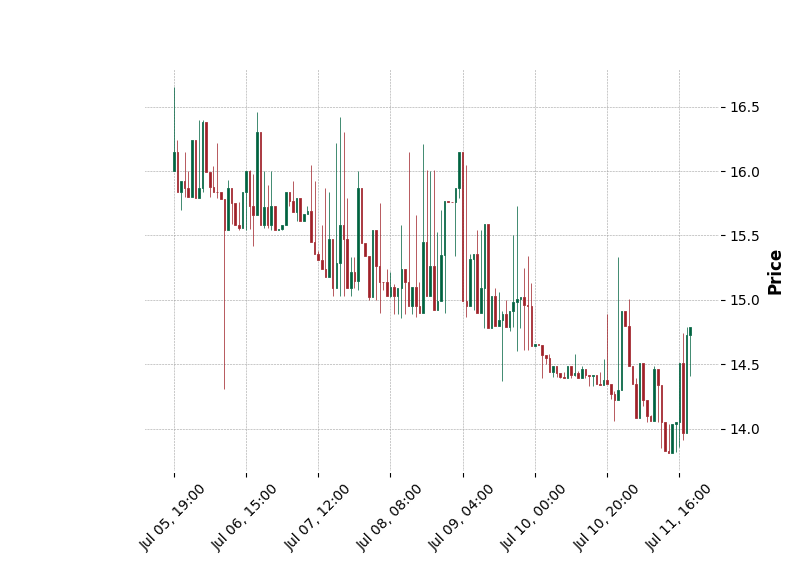 16.5
16.0
15.5
15.0
14.5
14.0
Price
Jul 05, 19:00
Jul 06, 15:00
Jul 07, 12:00
Jul 08, 08:00
Jul 09, 04:00
Jul 10, 00:00
Jul 10, 20:00
Jul 11, 16:00